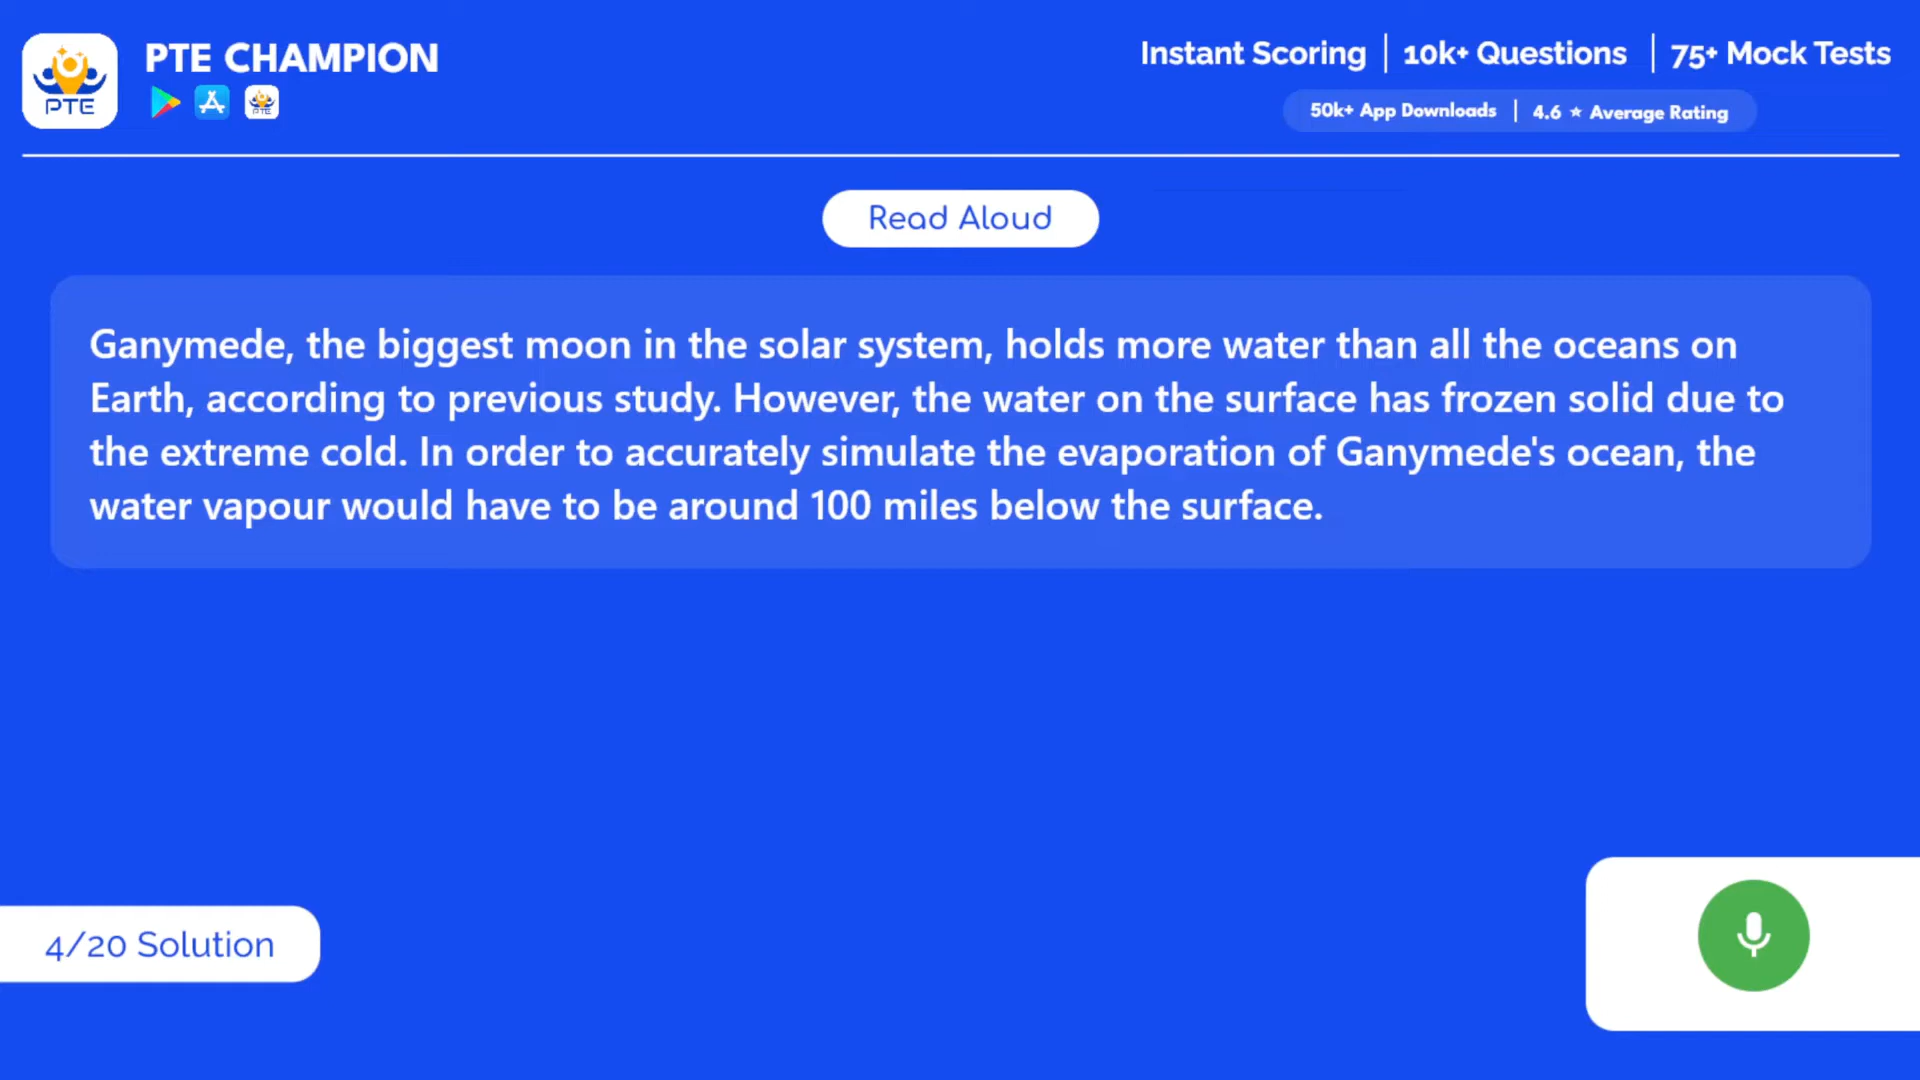 PTE CHAMPION
PTE
PTE
Instant Scoring | 10k+ Questions | 75+ Mock Tests
50k+ App Downloads | 4.6 ★ Average Rating
Read Aloud
Ganymede, the biggest moon in the solar system, holds more water than all the oceans on
Earth, according to previous study. However, the water on the surface has frozen solid due to
the extreme cold. In order to accurately simulate the evaporation of Ganymede's ocean, the
water vapour would have to be around 100 miles below the surface.
4/20 Solution